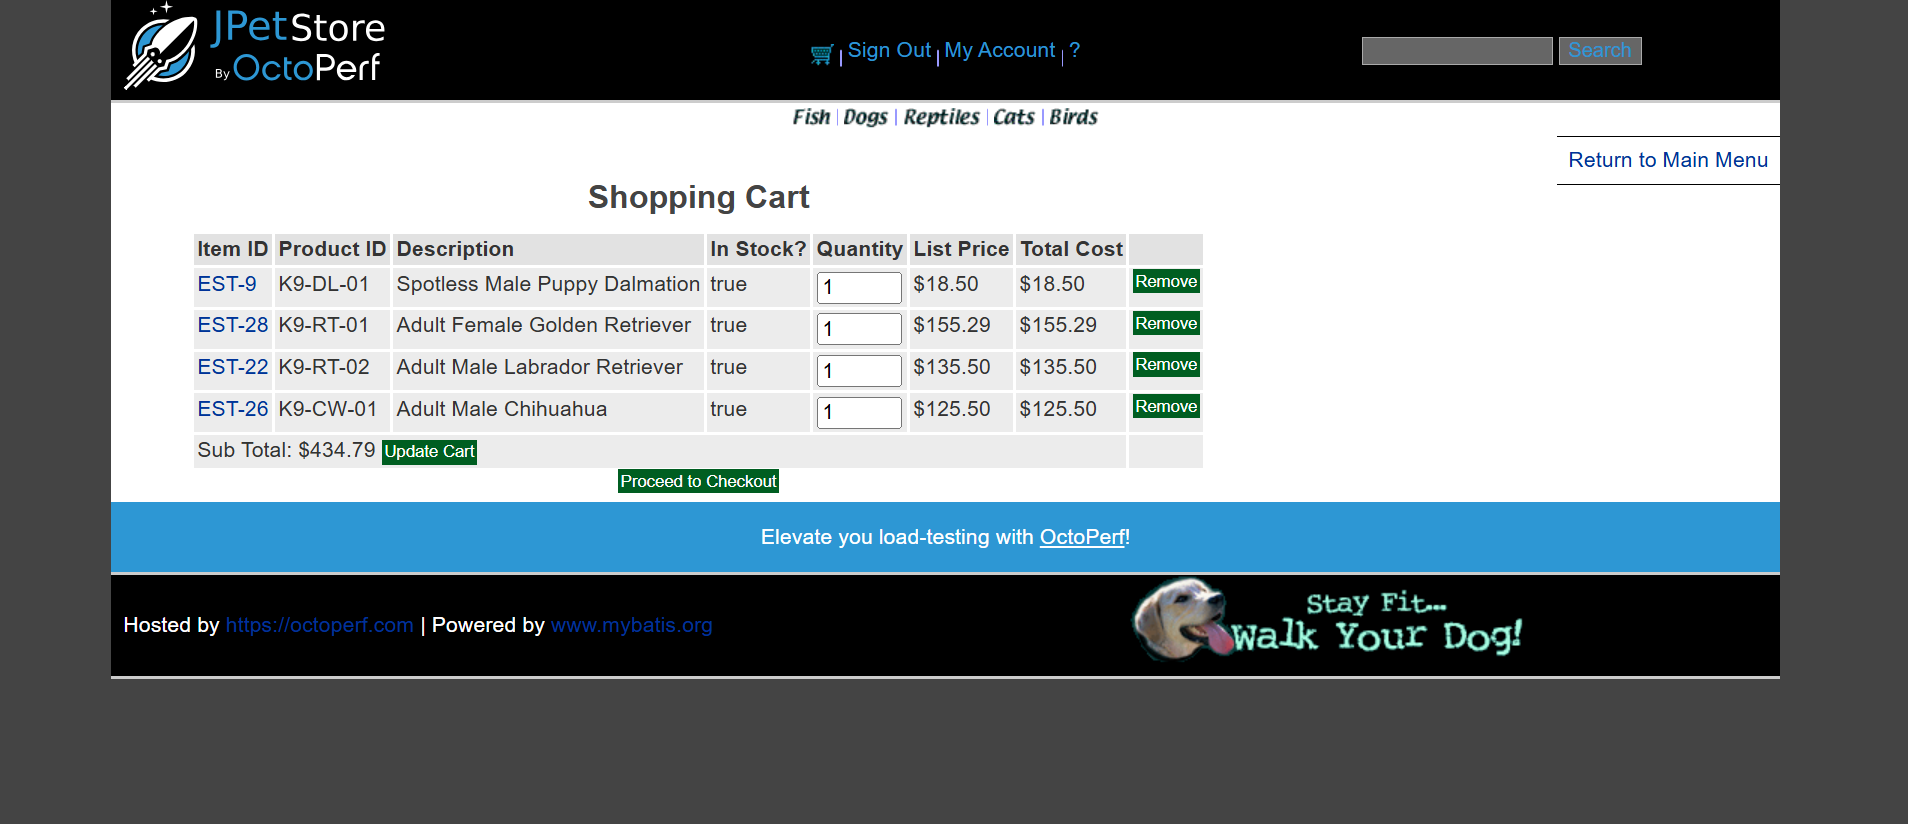 JPetStore
By OctoPerf
Sign Out | My Account | ?
Search
Fish | Dogs | Reptiles | Cats | Birds
Return to Main Menu
Shopping Cart
Item ID Product ID Description In Stock? Quantity List Price Total Cost
EST-9 K9-DL-01 Spotless Male Puppy Dalmation true 1 $18.50 $18.50 Remove
EST-28 K9-RT-01 Adult Female Golden Retriever true 1 $155.29 $155.29 Remove
EST-22 K9-RT-02 Adult Male Labrador Retriever true 1 $135.50 $135.50 Remove
EST-26 K9-CW-01 Adult Male Chihuahua true 1 $125.50 $125.50 Remove
Sub Total: $434.79 Update Cart
Proceed to Checkout
Elevate you load-testing with OctoPerf!
Stay Fit...
Walk Your Dog!
Hosted by https://octoperf.com | Powered by www.mybatis.org